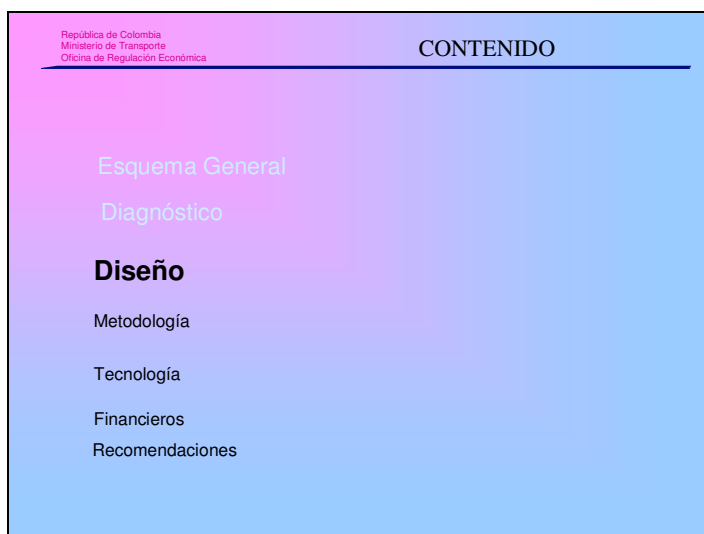 República de Colombia
Ministerio de Transporte
Oficina de Regulación Económica
CONTENIDO
Esquema General
Diagnóstico
Diseño
Metodología
Tecnología
Financieros
Recomendaciones